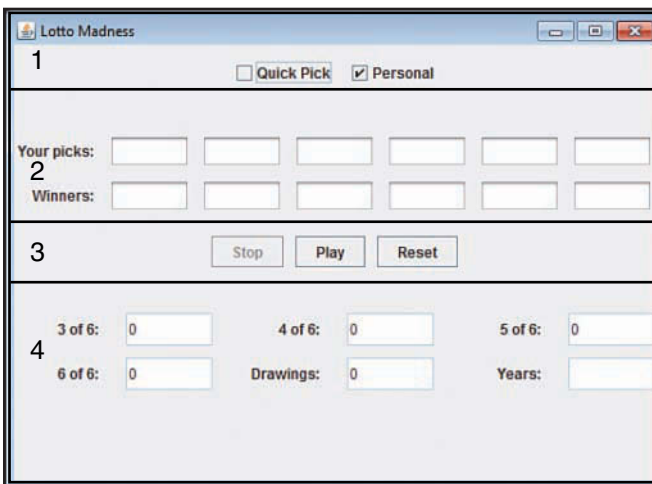 Lotto Madness
1
Quick Pick Personal
Your picks:
2
Winners:
3 Stop Play Reset
3 of 6: 0 4 of 6: 0 5 of 6: 0
4
6 of 6: 0 Drawings: 0 Years: